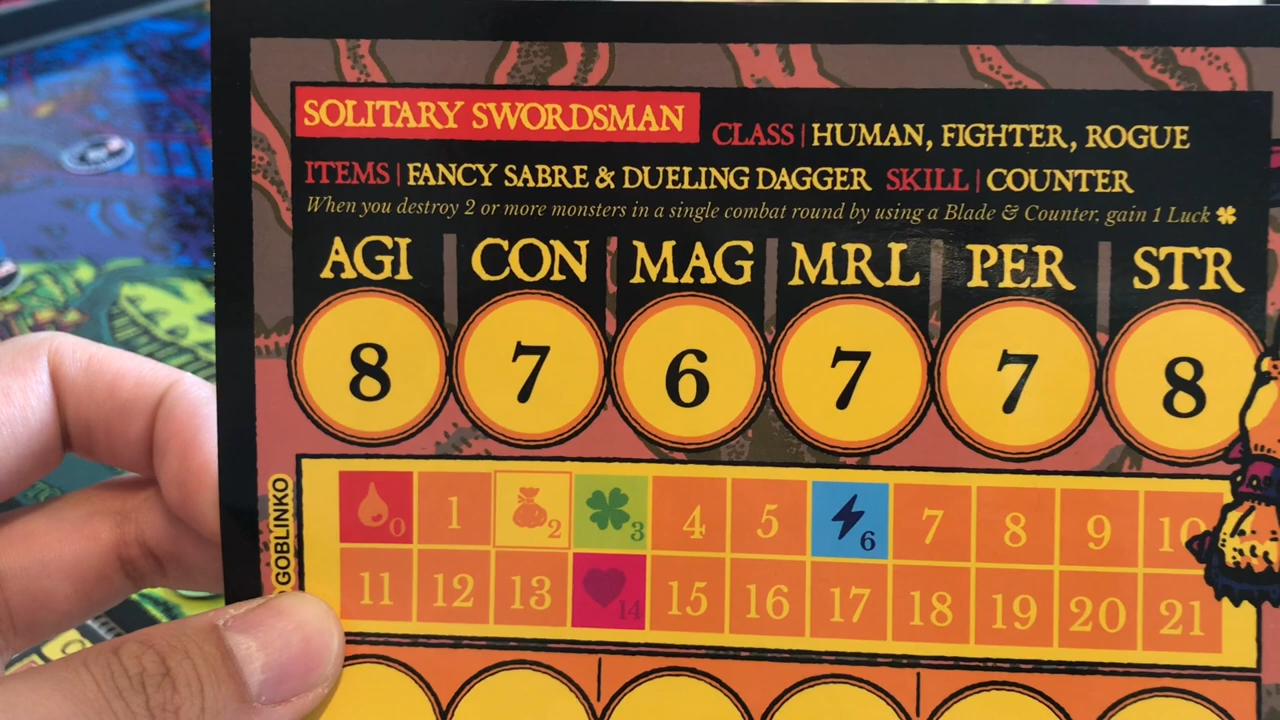 SOLITARY SWORDSMAN CLASS | HUMAN, FIGHTER, ROGUE
ITEMS | FANCY SABRE & DUELING DAGGER SKILL | COUNTER
When you destroy 2 or more monsters in a single combat round by using a Blade & Counter. gain 1 Luck
AGI CON MAG MRL PER STR
8 7 6 7 7 8
0 1 2 3 4 5 6 7 8 9 10
11 12 13 14 15 16 17 18 19 20 21
GOBLINKO